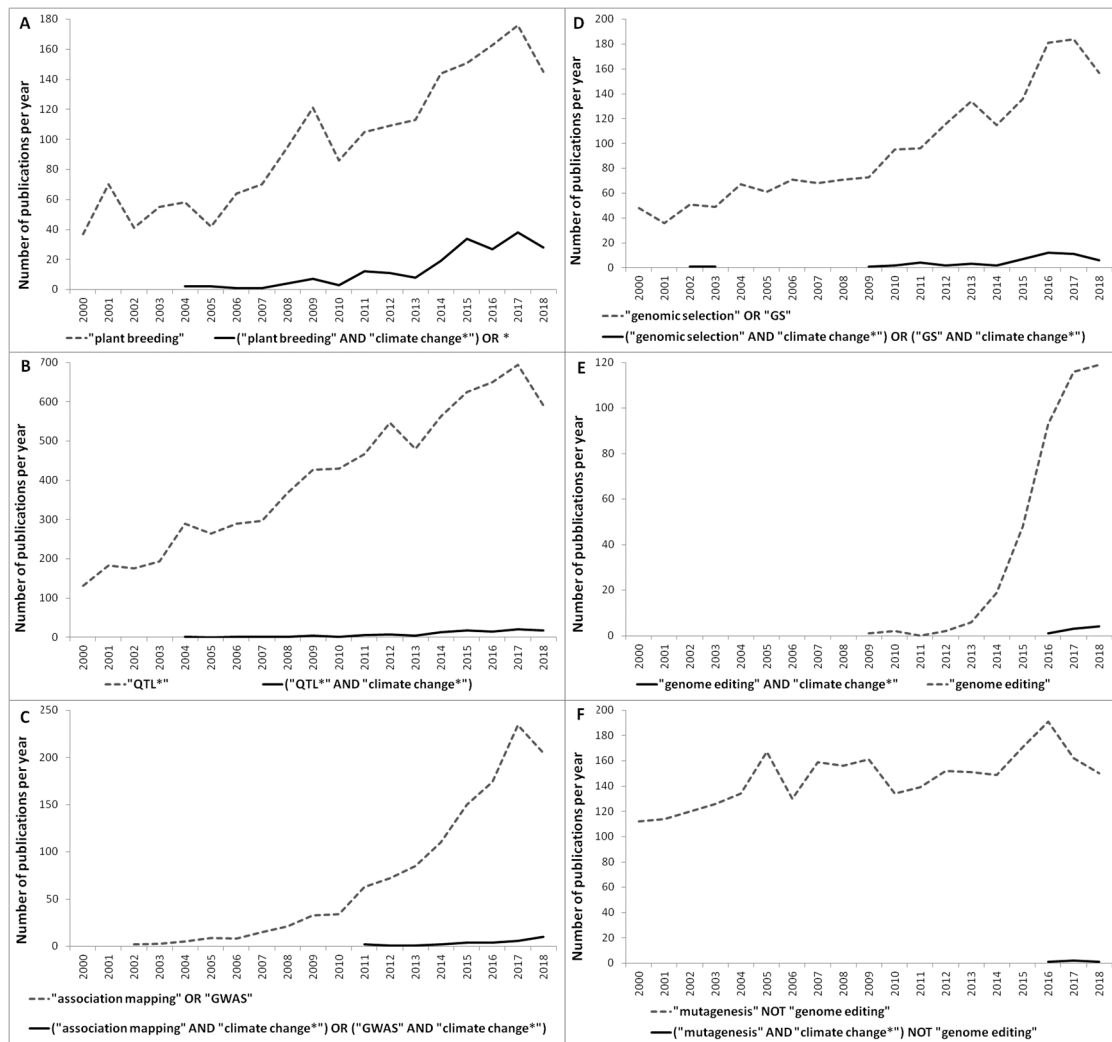 A
Number of publications per year
180
160
140
120
100
80
60
40
20
0
2000 2001 2002 2003 2004 2005 2006 2007 2008 2009 2010 2011 2012 2013 2014 2015 2016 2017 2018
"plant breeding" ("plant breeding" AND "climate change*") OR *
B
Number of publications per year
700
600
500
400
300
200
100
0
2000 2001 2002 2003 2004 2005 2006 2007 2008 2009 2010 2011 2012 2013 2014 2015 2016 2017 2018
"QTL*" ("QTL*" AND "climate change*")
C
Number of publications per year
250
200
150
100
50
0
2000 2001 2002 2003 2004 2005 2006 2007 2008 2009 2010 2011 2012 2013 2014 2015 2016 2017 2018
"association mapping" OR "GWAS"
("association mapping" AND "climate change*") OR ("GWAS" AND "climate change*")
D
Number of publications per year
200
180
160
140
120
100
80
60
40
20
0
2000 2001 2002 2003 2004 2005 2006 2007 2008 2009 2010 2011 2012 2013 2014 2015 2016 2017 2018
"genomic selection" OR "GS"
("genomic selection" AND "climate change*") OR ("GS" AND "climate change*")
E
Number of pubblications per year
120
100
80
60
40
20
0
2000 2001 2002 2003 2004 2005 2006 2007 2008 2009 2010 2011 2012 2013 2014 2015 2016 2017 2018
"genome editing" AND "climate change*" "genome editing"
F
Number of publications per year
200
180
160
140
120
100
80
60
40
20
0
2000 2001 2002 2003 2004 2005 2006 2007 2008 2009 2010 2011 2012 2013 2014 2015 2016 2017 2018
"mutagenesis" NOT "genome editing"
("mutagenesis" AND "climate change*") NOT "genome editing"